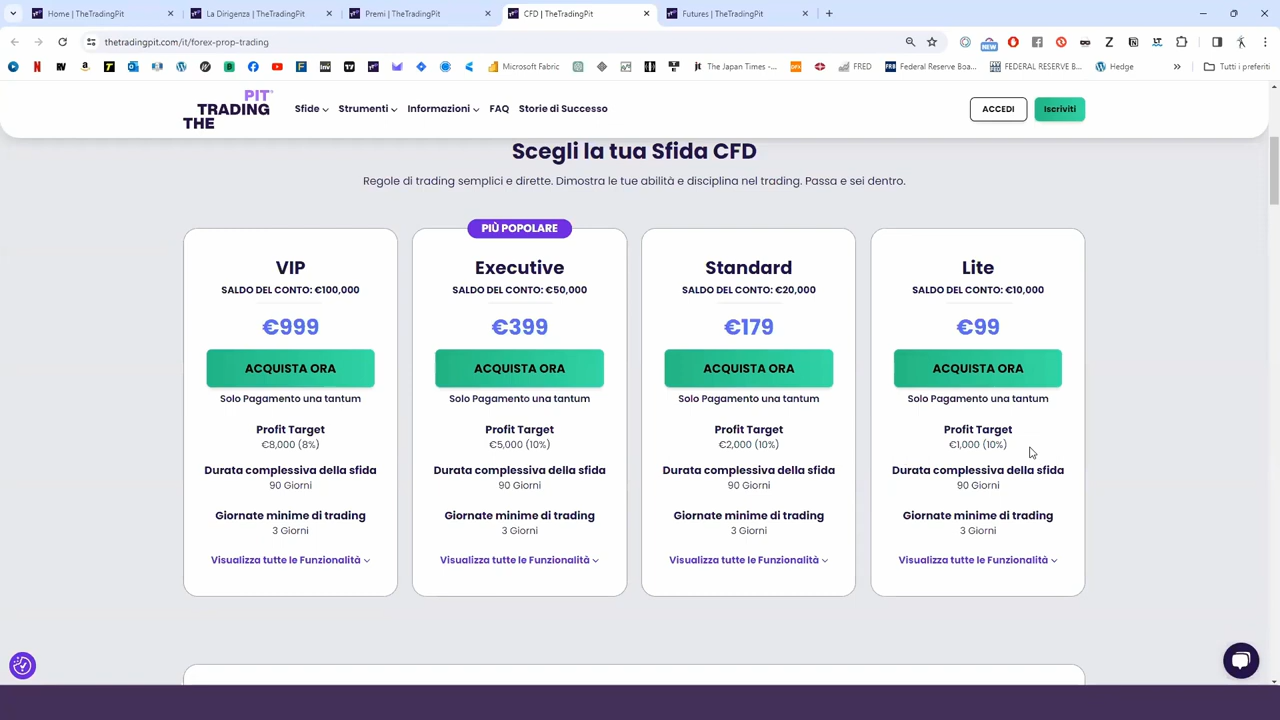 Home | TheTradingPit
La Dirigenza | TheTradingPit
Premi | TheTradingPit
CFD | TheTradingPit
Futures | TheTradingPit
thetradingpit.com/it/forex-prop-trading
NEW
Microsoft Fabric
The Japan Times -...
FRED
Federal Reserve Boa...
FEDERAL RESERVE B...
Hedge
Tutti i preferiti
PIT
TRADING
THE
Sfide
Strumenti
Informazioni
FAQ
Storie di Successo
ACCEDI
Iscriviti
Scegli la tua Sfida CFD
Regole di trading semplici e dirette. Dimostra le tue abilità e disciplina nel trading. Passa e sei dentro.
VIP
SALDO DEL CONTO: €100,000
€999
ACQUISTA ORA
Solo Pagamento una tantum
Profit Target
€8,000 (8%)
Durata complessiva della sfida
90 Giorni
Giornate minime di trading
3 Giorni
Visualizza tutte le Funzionalità
PIÙ POPOLARE
Executive
SALDO DEL CONTO: €50,000
€399
ACQUISTA ORA
Solo Pagamento una tantum
Profit Target
€5,000 (10%)
Durata complessiva della sfida
90 Giorni
Giornate minime di trading
3 Giorni
Visualizza tutte le Funzionalità
Standard
SALDO DEL CONTO: €20,000
€179
ACQUISTA ORA
Solo Pagamento una tantum
Profit Target
€2,000 (10%)
Durata complessiva della sfida
90 Giorni
Giornate minime di trading
3 Giorni
Visualizza tutte le Funzionalità
Lite
SALDO DEL CONTO: €10,000
€99
ACQUISTA ORA
Solo Pagamento una tantum
Profit Target
€1,000 (10%)
Durata complessiva della sfida
90 Giorni
Giornate minime di trading
3 Giorni
Visualizza tutte le Funzionalità